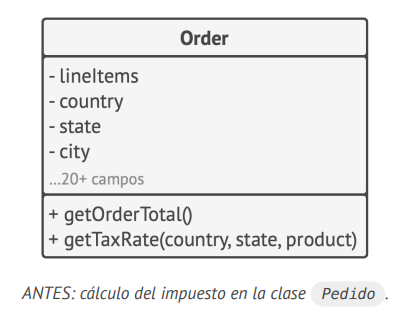 Order
- lineItems
- country
- state
- city
...20+ campos
+ getOrderTotal()
+ getTaxRate(country, state, product)
ANTES: cálculo del impuesto en la clase Pedido .